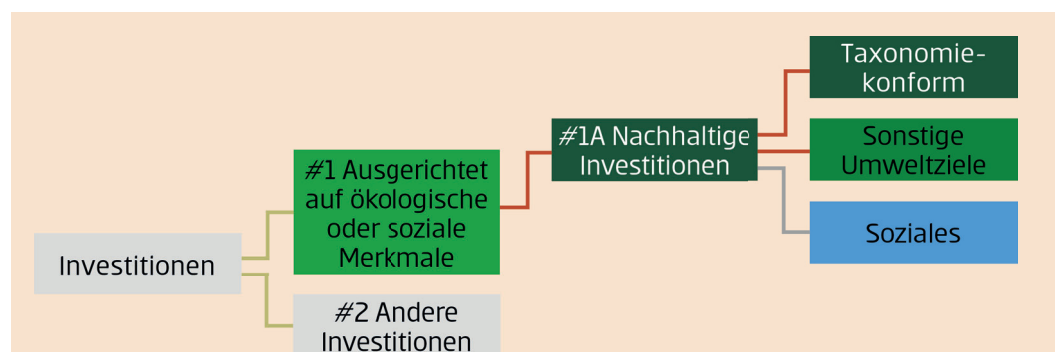 Taxonomie-
konform
#1A Nachhaltige
Investitionen
Sonstige
Umweltziele
#1 Ausgerichtet
auf ökologische
oder soziale
Merkmale
Soziales
Investitionen
#2 Andere
Investitionen